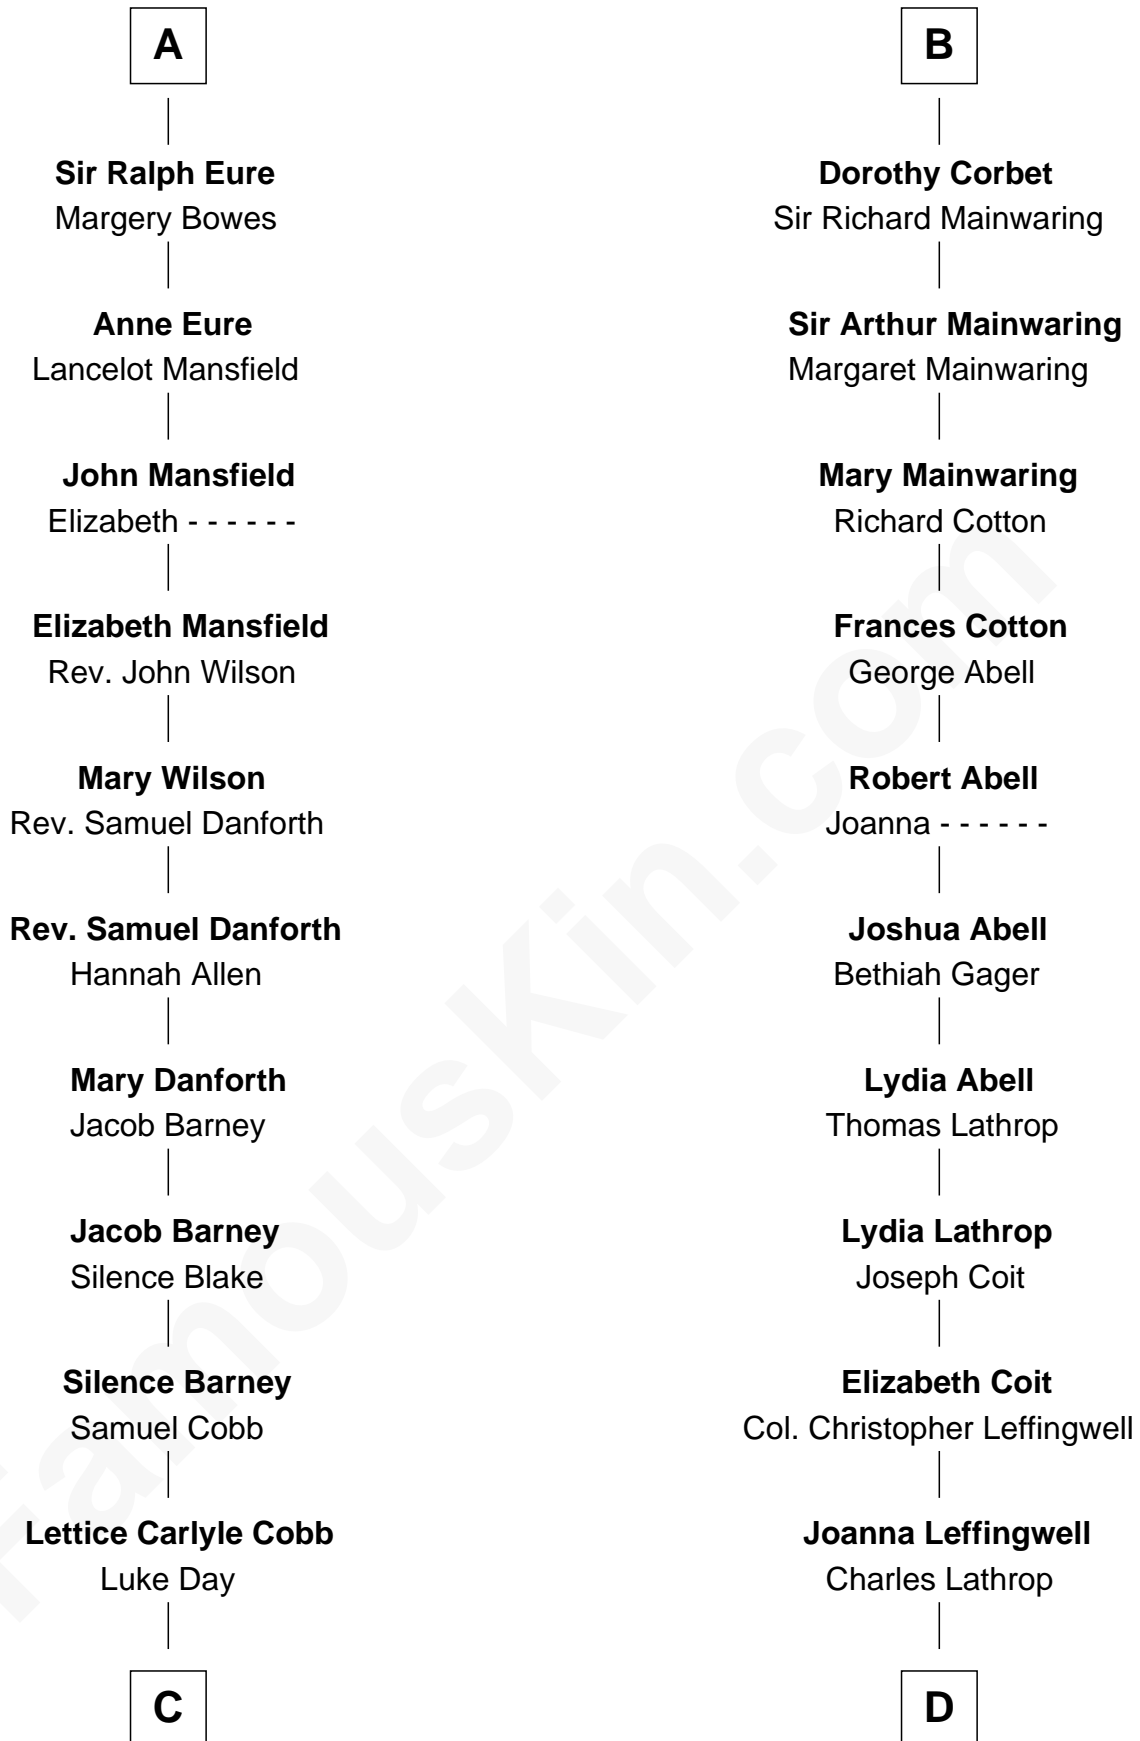 A
Sir Ralph Eure
Margery Bowes
Anne Eure
Lancelot Mansfield
John Mansfield
Elizabeth - - - - - -
Elizabeth Mansfield
Rev. John Wilson
Mary Wilson
Rev. Samuel Danforth
Rev. Samuel Danforth
Hannah Allen
Mary Danforth
Jacob Barney
Jacob Barney
Silence Blake
Silence Barney
Samuel Cobb
Lettice Carlyle Cobb
Luke Day
C
B
Dorothy Corbet
Sir Richard Mainwaring
Sir Arthur Mainwaring
Margaret Mainwaring
Mary Mainwaring
Richard Cotton
Frances Cotton
George Abell
Robert Abell
Joanna - - - - - -
Joshua Abell
Bethiah Gager
Lydia Abell
Thomas Lathrop
Lydia Lathrop
Joseph Coit
Elizabeth Coit
Col. Christopher Leffingwell
Joanna Leffingwell
Charles Lathrop
D
FamousKin.com